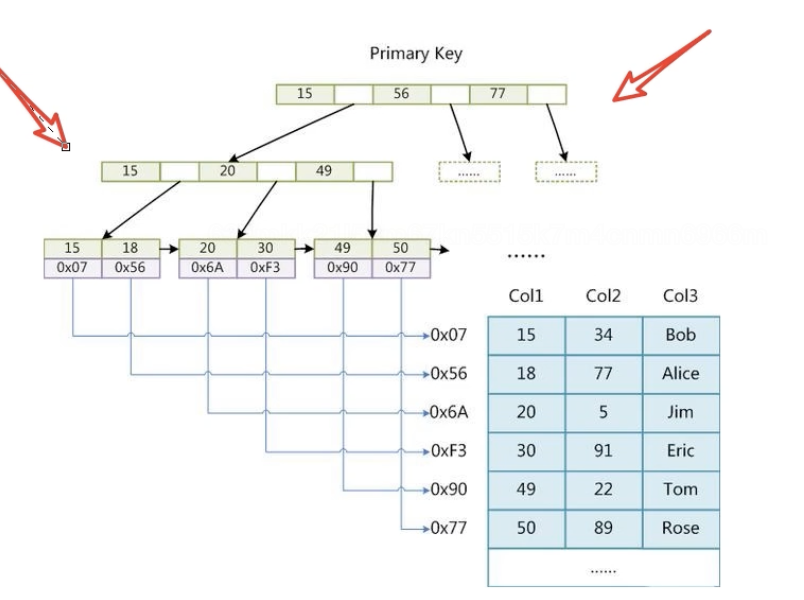 Primary Key
15 56 77
15 20 49 ...... ......
15 18 20 30 49 50
0x07 0x56 0x6A 0xF3 0x90 0x77
......
Col1 Col2 Col3
0x07 15 34 Bob
0x56 18 77 Alice
0x6A 20 5 Jim
0xF3 30 91 Eric
0x90 49 22 Tom
0x77 50 89 Rose
......